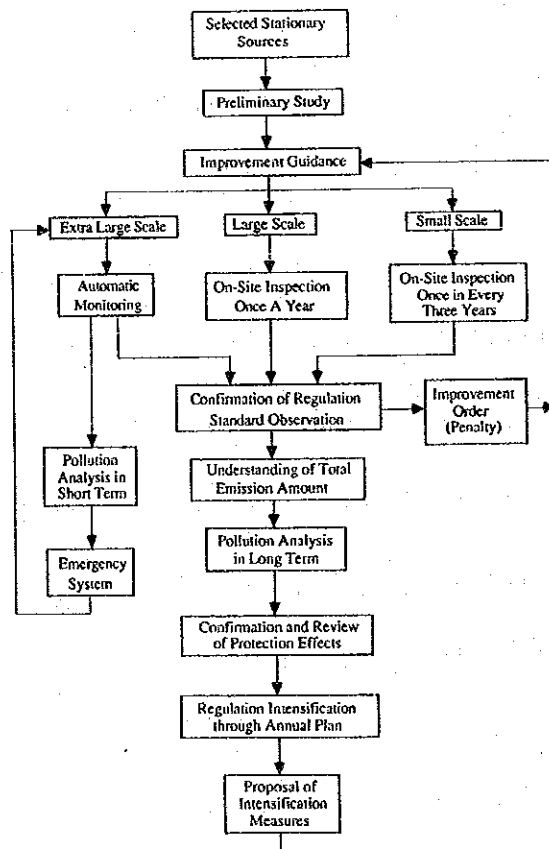 Selected Stationary
Sources
Preliminary Study
Improvement Guidance
Extra Large Scale
Large Scale
Small Scale
Automatic
Monitoring
On-Site Inspection
Once A Year
On-Site Inspection
Once in Every
Three Years
Confirmation of Regulation
Standard Observation
Improvement
Order
(Penalty)
Pollution
Analysis in
Short Term
Understanding of Total
Emission Amount
Emergency
System
Pollution Analysis
in Long Term
Confirmation and Review
of Protection Effects
Regulation Intensification
through Annual Plan
Proposal of
Intensification
Measures